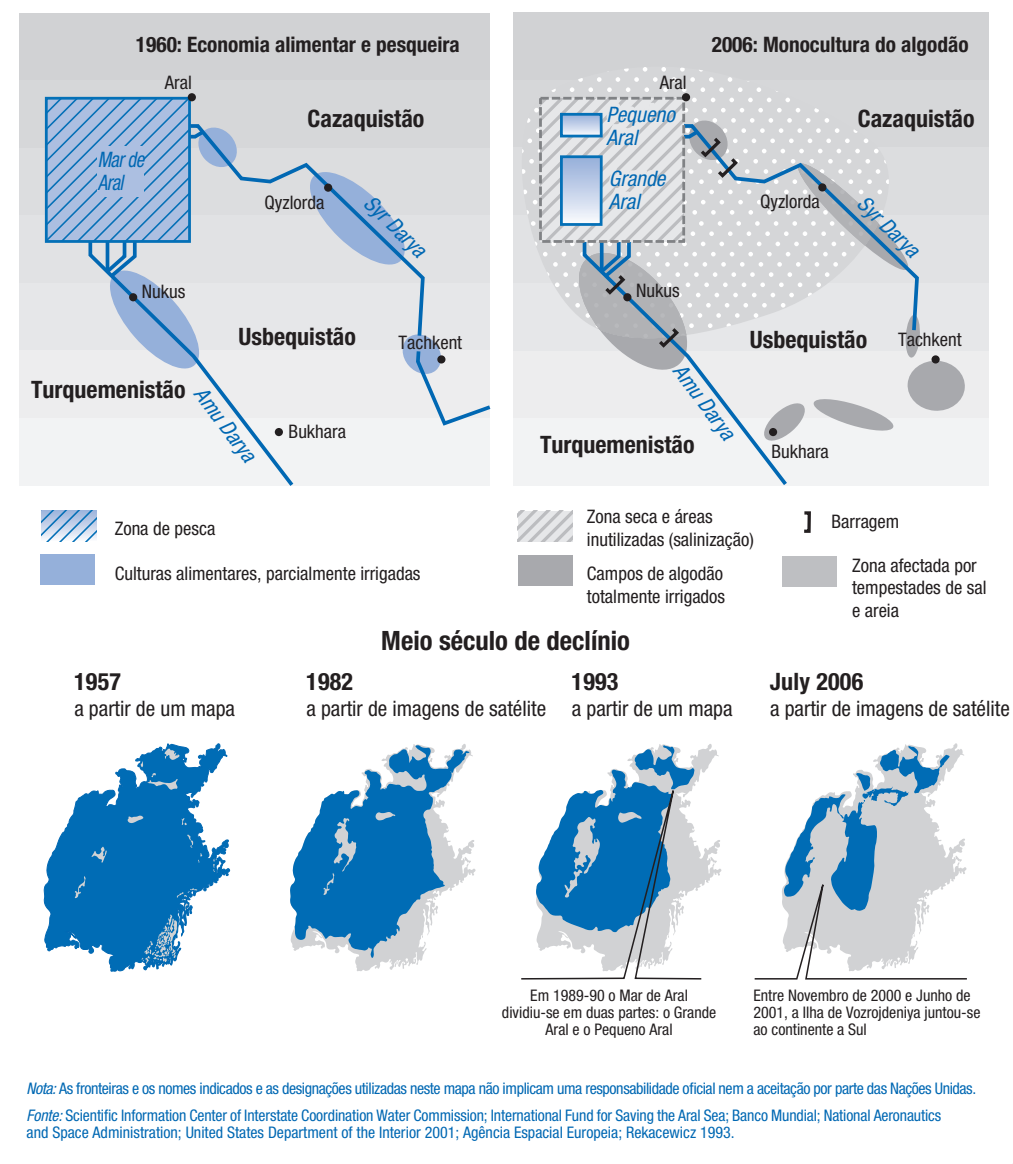 1960: Economia alimentar e pesqueira
Aral
Cazaquistão
Mar de
Aral
Qyzlorda
Syr Darya
Nukus
Usbequistão
Tachkent
Turquemenistão
Amu Darya
Bukhara
2006: Monocultura do algodão
Aral
Pequeno
Aral
Cazaquistão
Grande
Aral
Qyzlorda
Syr Darya
Nukus
Usbequistão
Tachkent
Amu Darya
Turquemenistão
Bukhara
Zona de pesca
Culturas alimentares, parcialmente irrigadas
Zona seca e áreas
inutilizadas (salinização)
Campos de algodão
totalmente irrigados
Barragem
Zona afectada por
tempestades de sal
e areia
Meio século de declínio
1957
a partir de um mapa
1982
a partir de imagens de satélite
1993
a partir de um mapa
July 2006
a partir de imagens de satélite
Em 1989-90 o Mar de Aral
dividiu-se em duas partes: o Grande
Aral e o Pequeno Aral
Entre Novembro de 2000 e Junho de
2001, a Ilha de Vozrojdeniya juntou-se
ao continente a Sul
Nota: As fronteiras e os nomes indicados e as designações utilizadas neste mapa não implicam uma responsabilidade oficial nem a aceitação por parte das Nações Unidas.
Fonte: Scientific Information Center of Interstate Coordination Water Commission; International Fund for Saving the Aral Sea; Banco Mundial; National Aeronautics
and Space Administration; United States Department of the Interior 2001; Agência Espacial Europeia; Rekacewicz 1993.